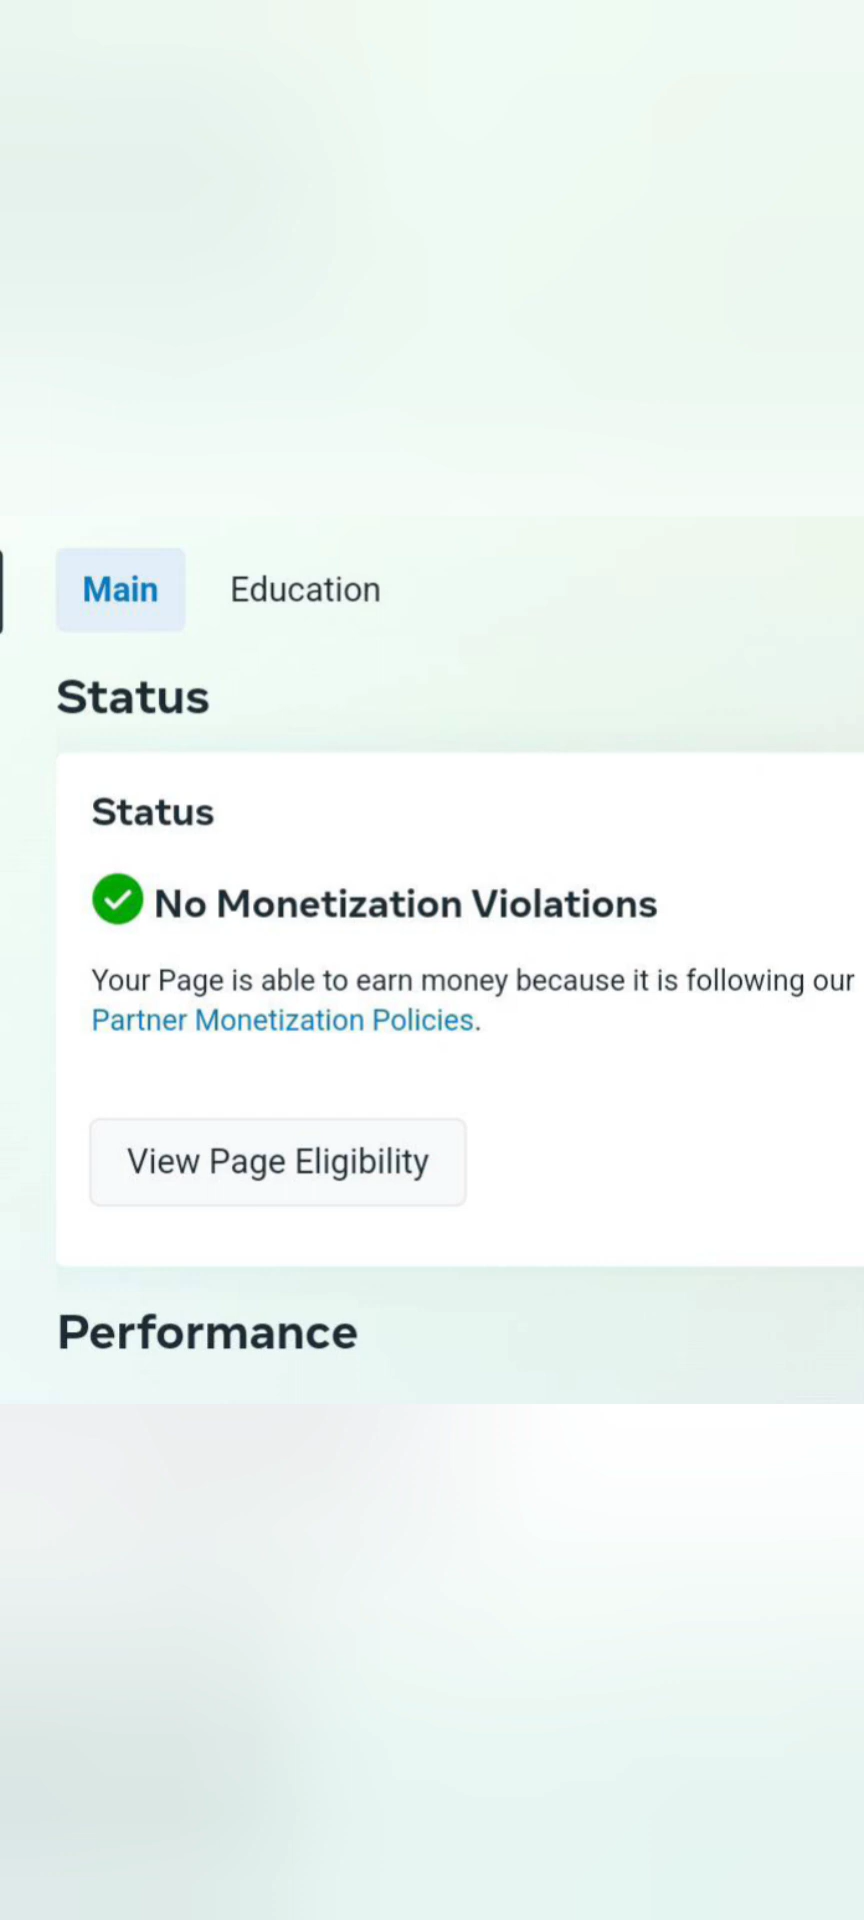 Main Education
Status
Status
No Monetization Violations
Your Page is able to earn money because it is following our
Partner Monetization Policies.
View Page Eligibility
Performance